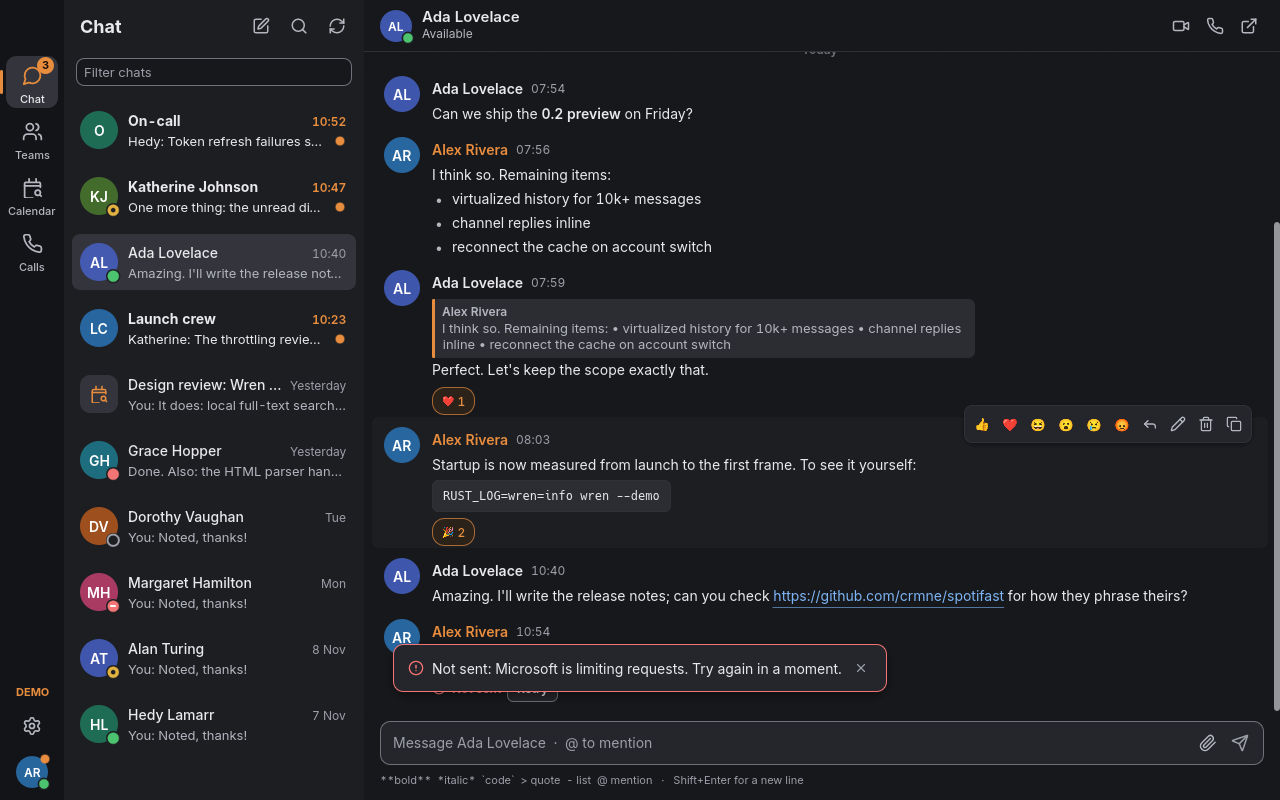 Chat
Filter chats
3
Chat
Teams
Calendar
Calls
DEMO
AR
O
On-call
10:52
Hedy: Token refresh failures s...
KJ
Katherine Johnson
10:47
One more thing: the unread di...
AL
Ada Lovelace
10:40
Amazing. I'll write the release not...
LC
Launch crew
10:23
Katherine: The throttling revie...
Design review: Wren ...
Yesterday
You: It does: local full-text search...
GH
Grace Hopper
Yesterday
Done. Also: the HTML parser han...
DV
Dorothy Vaughan
Tue
You: Noted, thanks!
MH
Margaret Hamilton
Mon
You: Noted, thanks!
AT
Alan Turing
8 Nov
You: Noted, thanks!
HL
Hedy Lamarr
7 Nov
You: Noted, thanks!
AL
Ada Lovelace
Available
Today
AL
Ada Lovelace 07:54
Can we ship the 0.2 preview on Friday?
AR
Alex Rivera 07:56
I think so. Remaining items:
• virtualized history for 10k+ messages
• channel replies inline
• reconnect the cache on account switch
AL
Ada Lovelace 07:59
Alex Rivera
I think so. Remaining items: • virtualized history for 10k+ messages • channel replies
inline • reconnect the cache on account switch
Perfect. Let's keep the scope exactly that.
❤️ 1
👍 ❤️ 😄 😮 😢 😡
AR
Alex Rivera 08:03
Startup is now measured from launch to the first frame. To see it yourself:
RUST_LOG=wren=info wren --demo
🎉 2
AL
Ada Lovelace 10:40
Amazing. I'll write the release notes; can you check https://github.com/crmne/spotifast for how they phrase theirs?
AR
Alex Rivera 10:54
Not sent: Microsoft is limiting requests. Try again in a moment.
Message Ada Lovelace · @ to mention
**bold** *italic* `code` > quote - list @ mention · Shift+Enter for a new line